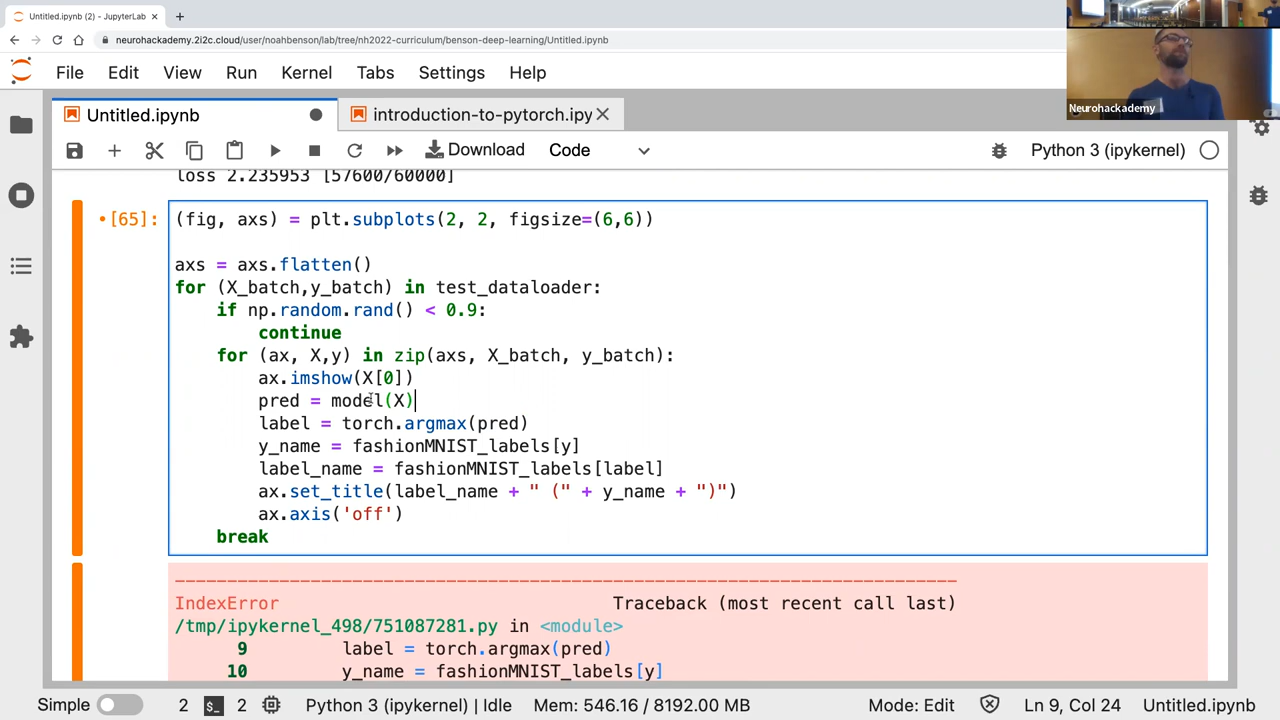 Untitled.ipynb (2) - JupyterLab
neurohackademy.2i2c.cloud/user/noahbenson/lab/tree/nh2022-curriculum/benson-deep-learning/Untitled.ipynb
Neurohackademy
File Edit View Run Kernel Tabs Settings Help
Untitled.ipynb
introduction-to-pytorch.ipy
Download Code Python 3 (ipykernel)
loss 2.235953 [57600/60000]
[65]: (fig, axs) = plt.subplots(2, 2, figsize=(6,6))
axs = axs.flatten()
for (X_batch,y_batch) in test_dataloader:
if np.random.rand() < 0.9:
continue
for (ax, X,y) in zip(axs, X_batch, y_batch):
ax.imshow(X[0])
pred = model(X)
label = torch.argmax(pred)
y_name = fashionMNIST_labels[y]
label_name = fashionMNIST_labels[label]
ax.set_title(label_name + " (" + y_name + ")")
ax.axis('off')
break
---------------------------------------------------------------------------
IndexError Traceback (most recent call last)
/tmp/ipykernel_498/751087281.py in <module>
9 label = torch.argmax(pred)
10 y_name = fashionMNIST_labels[y]
Simple 2 2 Python 3 (ipykernel) | Idle Mem: 546.16 / 8192.00 MB Mode: Edit Ln 9, Col 24 Untitled.ipynb